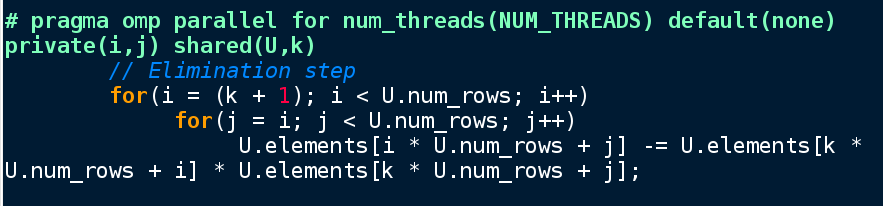 # pragma omp parallel for num_threads(NUM_THREADS) default(none)
private(i,j) shared(U,k)
// Elimination step
for(i = (k + 1); i < U.num_rows; i++)
for(j = i; j < U.num_rows; j++)
U.elements[i * U.num_rows + j] -= U.elements[k *
U.num_rows + i] * U.elements[k * U.num_rows + j];